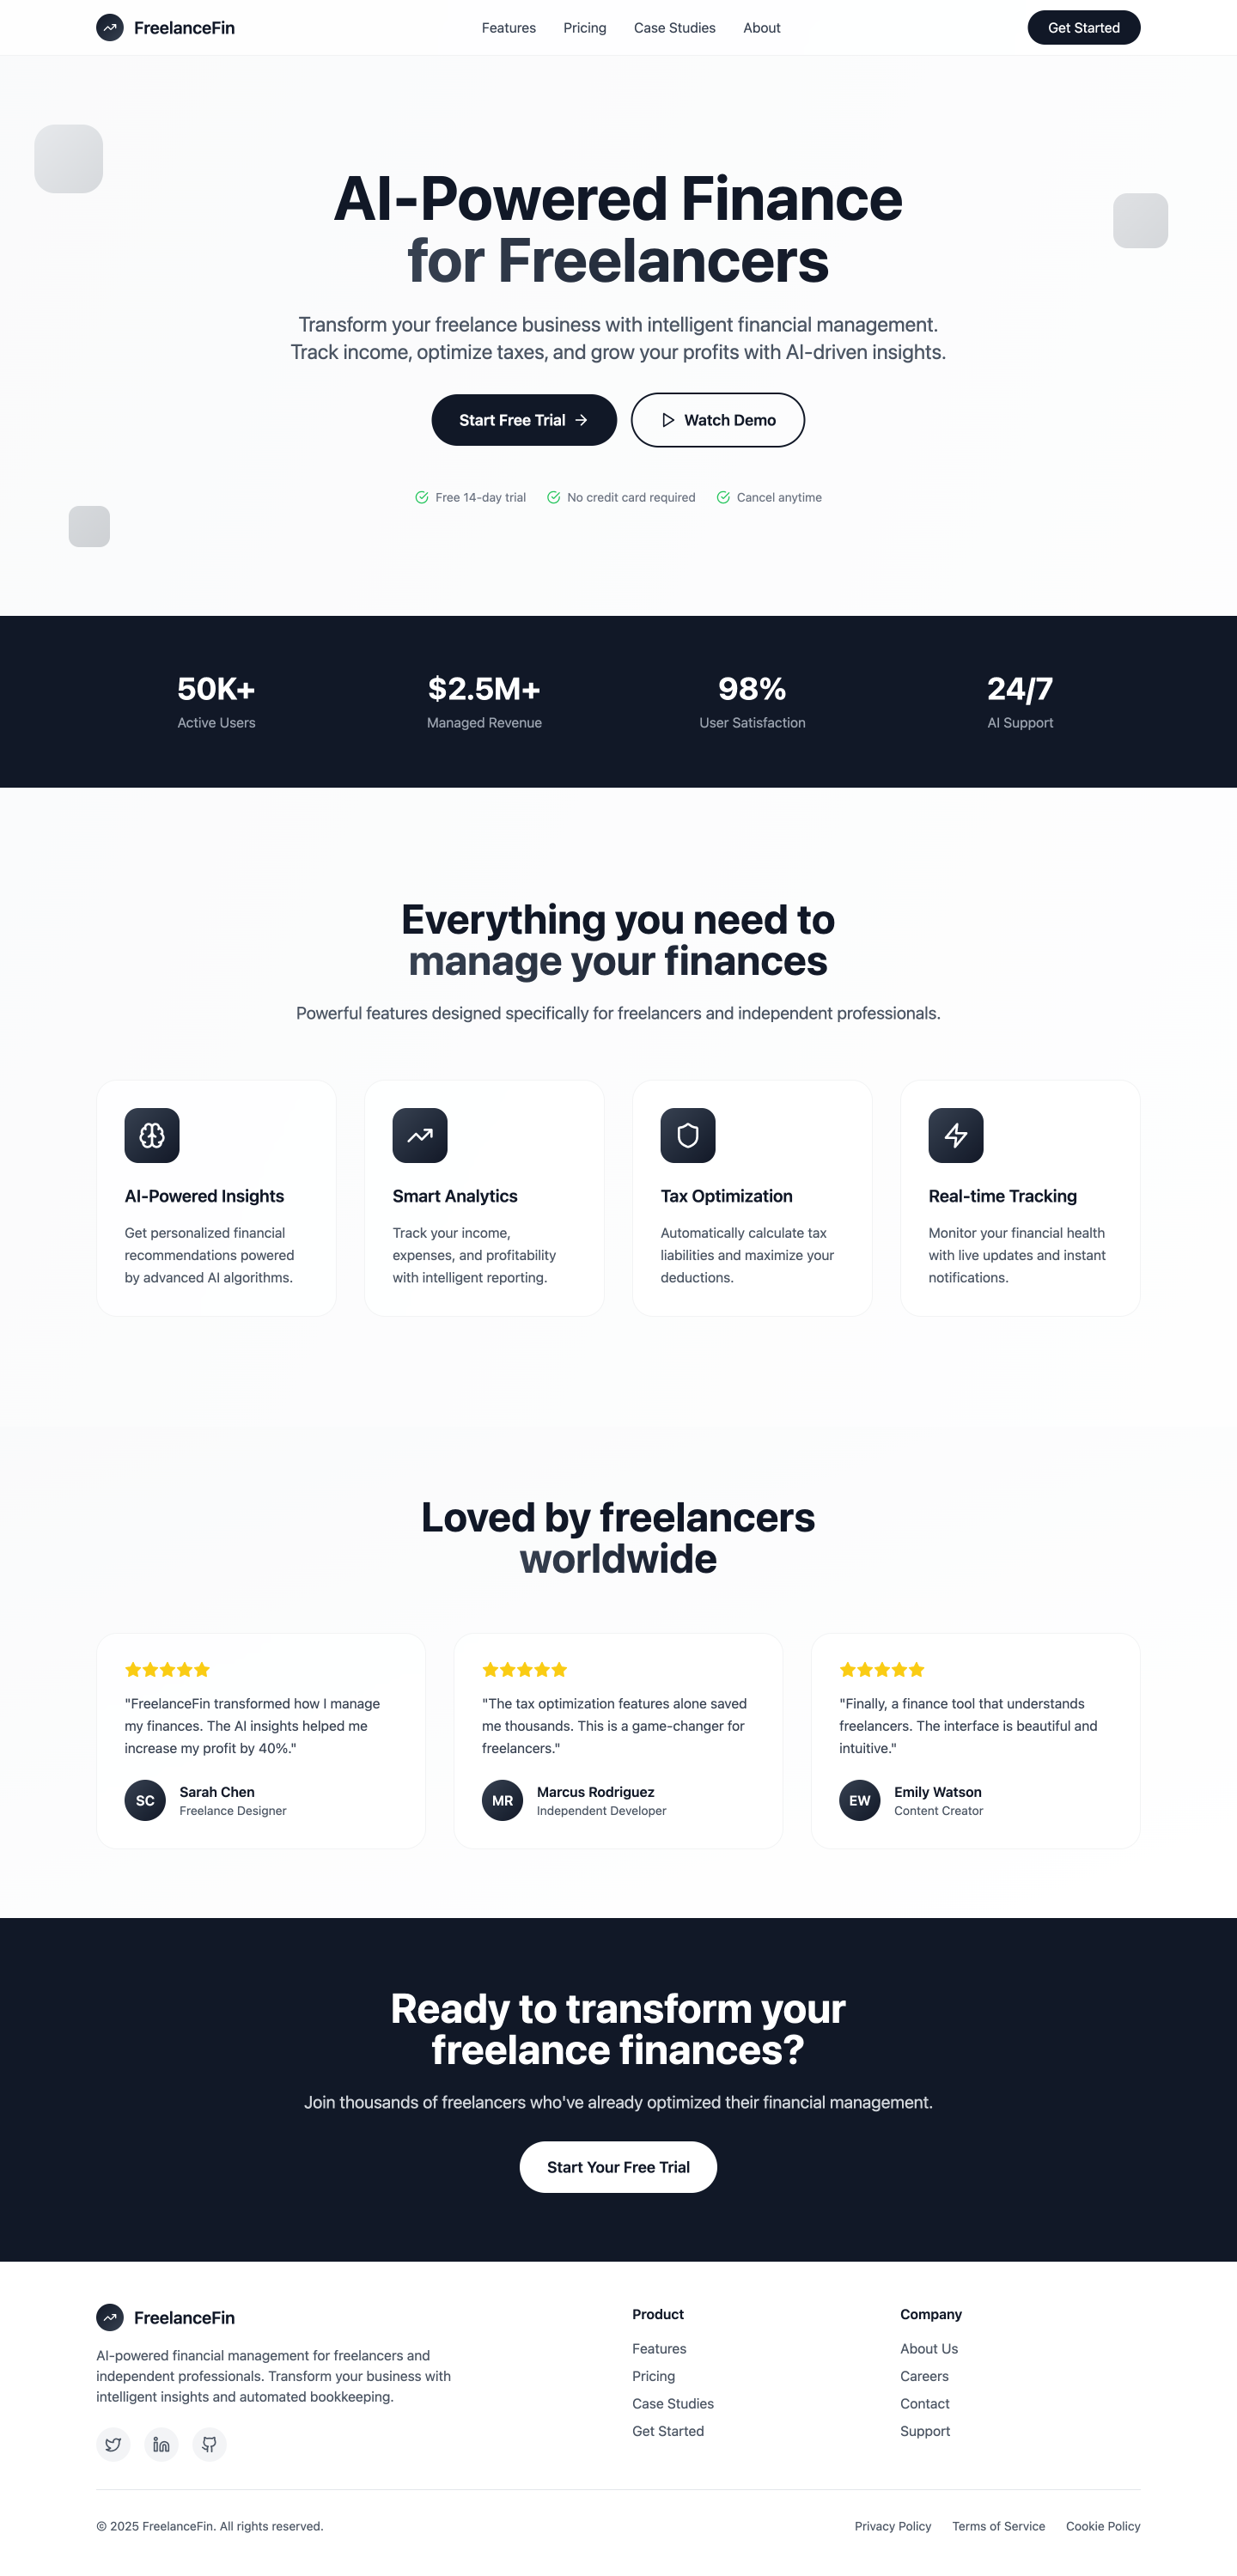 FreelanceFin
Features
Pricing
Case Studies
About
Get Started
AI-Powered Finance
for Freelancers
Transform your freelance business with intelligent financial management.
Track income, optimize taxes, and grow your profits with AI-driven insights.
Start Free Trial
Watch Demo
Free 14-day trial
No credit card required
Cancel anytime
50K+
Active Users
$2.5M+
Managed Revenue
98%
User Satisfaction
24/7
AI Support
Everything you need to
manage your finances
Powerful features designed specifically for freelancers and independent professionals.
AI-Powered Insights
Get personalized financial
recommendations powered
by advanced AI algorithms.
Smart Analytics
Track your income,
expenses, and profitability
with intelligent reporting.
Tax Optimization
Automatically calculate tax
liabilities and maximize your
deductions.
Real-time Tracking
Monitor your financial health
with live updates and instant
notifications.
Loved by freelancers
worldwide
"FreelanceFin transformed how I manage
my finances. The AI insights helped me
increase my profit by 40%."
SC
Sarah Chen
Freelance Designer
"The tax optimization features alone saved
me thousands. This is a game-changer for
freelancers."
MR
Marcus Rodriguez
Independent Developer
"Finally, a finance tool that understands
freelancers. The interface is beautiful and
intuitive."
EW
Emily Watson
Content Creator
Ready to transform your
freelance finances?
Join thousands of freelancers who've already optimized their financial management.
Start Your Free Trial
FreelanceFin
AI-powered financial management for freelancers and
independent professionals. Transform your business with
intelligent insights and automated bookkeeping.
Product
Features
Pricing
Case Studies
Get Started
Company
About Us
Careers
Contact
Support
© 2025 FreelanceFin. All rights reserved.
Privacy Policy
Terms of Service
Cookie Policy